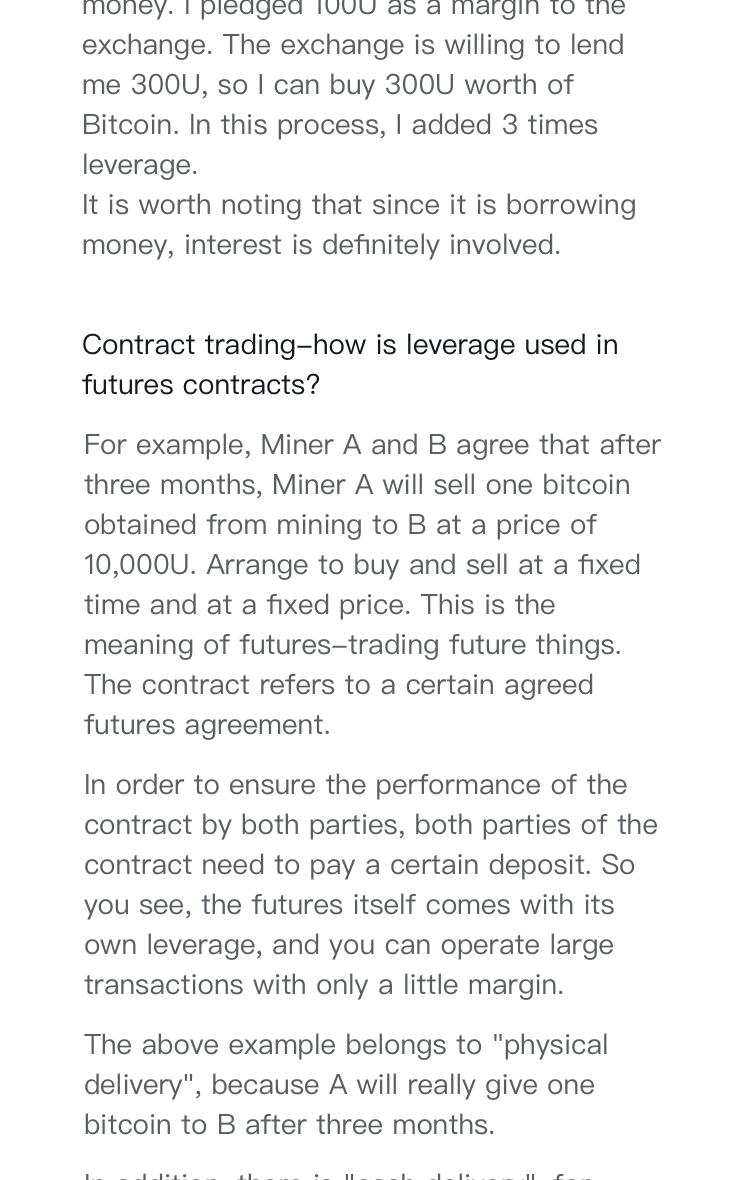 money. I pledged 100U as a margin to the
exchange. The exchange is willing to lend
me 300U, so I can buy 300U worth of
Bitcoin. In this process, I added 3 times
leverage.
It is worth noting that since it is borrowing
money, interest is definitely involved.
Contract trading–how is leverage used in
futures contracts?
For example, Miner A and B agree that after
three months, Miner A will sell one bitcoin
obtained from mining to B at a price of
10,000U. Arrange to buy and sell at a fixed
time and at a fixed price. This is the
meaning of futures–trading future things.
The contract refers to a certain agreed
futures agreement.
In order to ensure the performance of the
contract by both parties, both parties of the
contract need to pay a certain deposit. So
you see, the futures itself comes with its
own leverage, and you can operate large
transactions with only a little margin.
The above example belongs to "physical
delivery", because A will really give one
bitcoin to B after three months.
In addition, there is "cash delivery", for